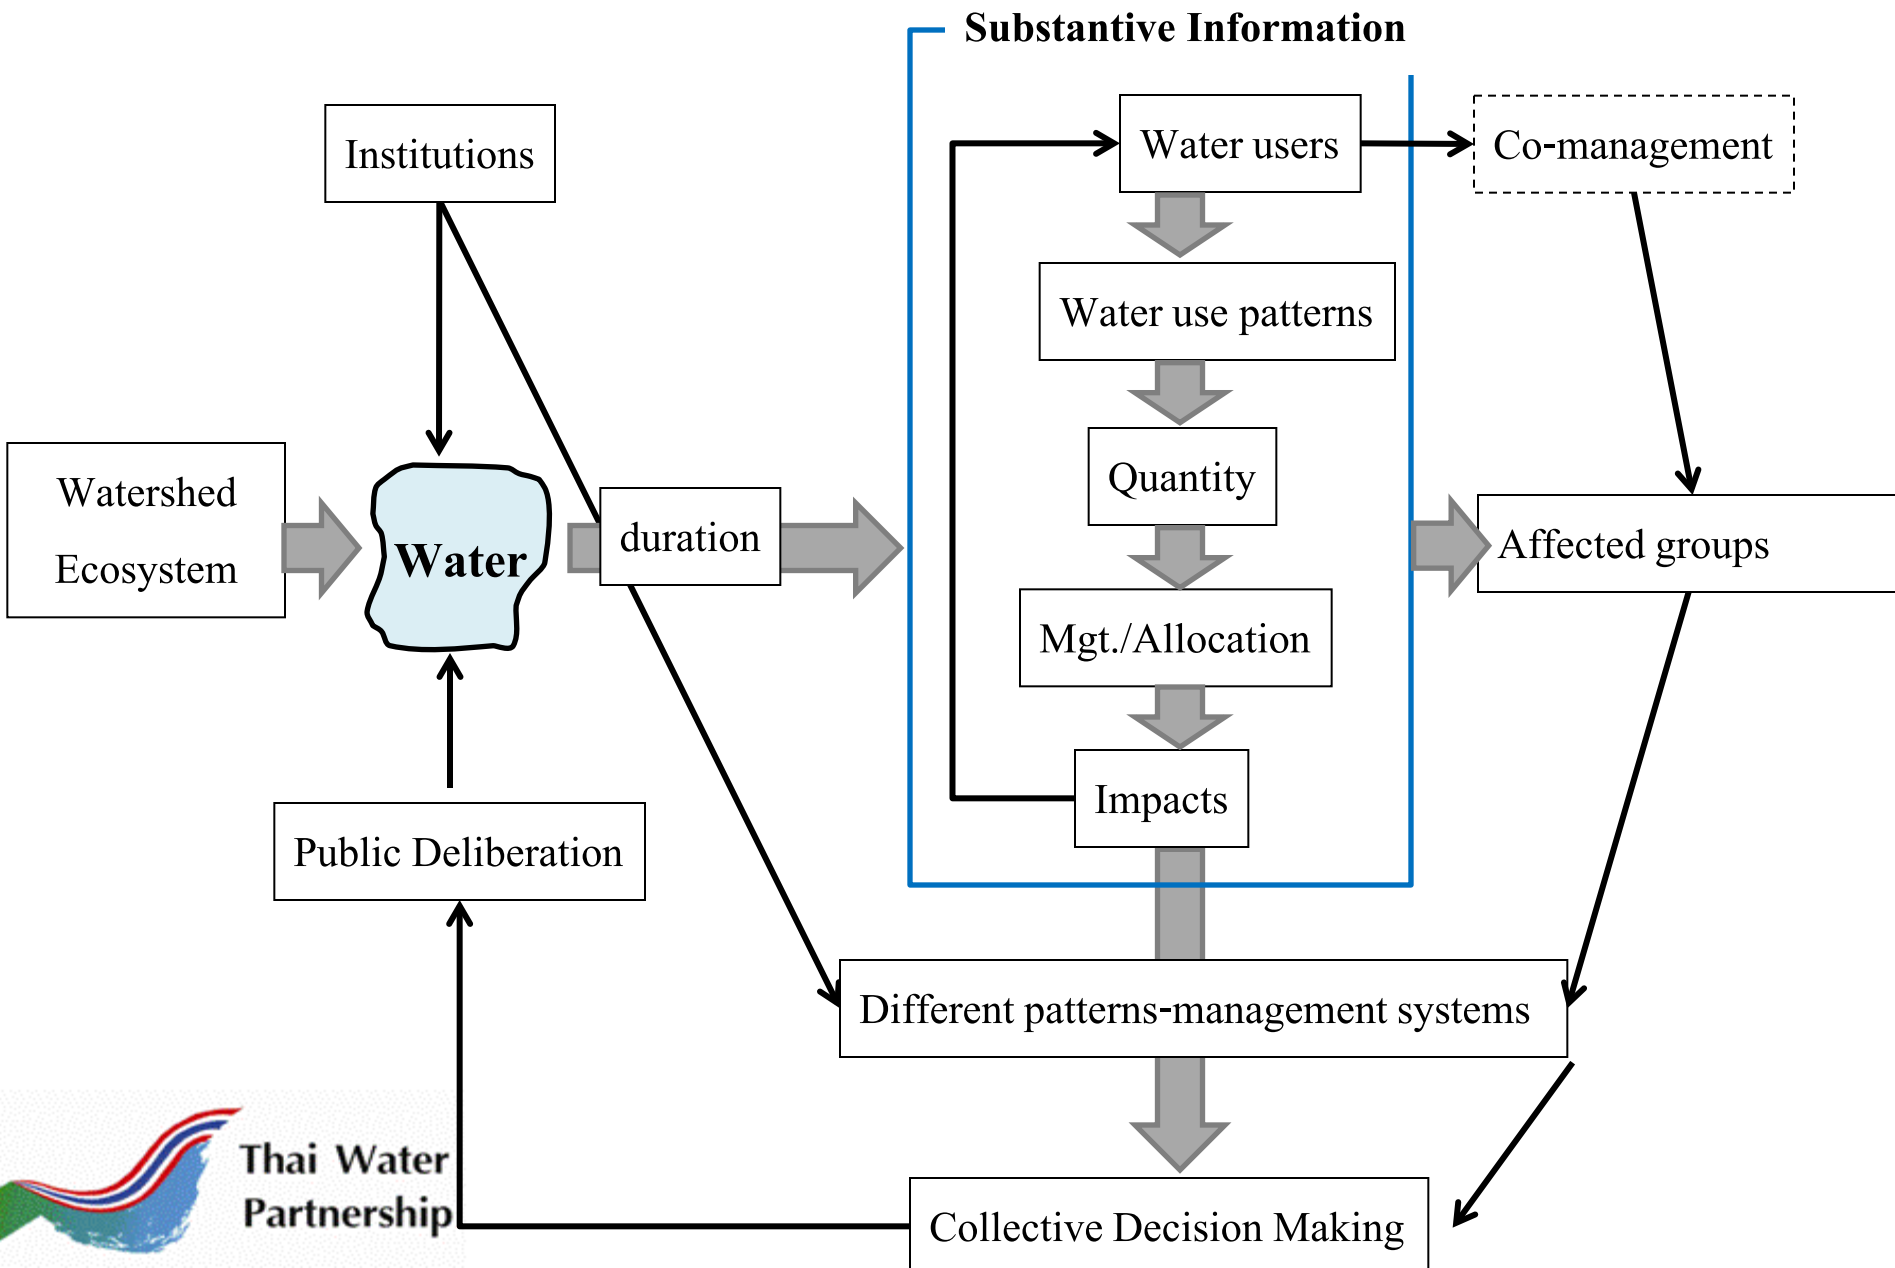 Substantive Information
Institutions
Water users
Co-management
Water use patterns
Watershed
Ecosystem
Water
duration
Quantity
Affected groups
Mgt./Allocation
Impacts
Public Deliberation
Different patterns-management systems
Thai Water
Partnership
Collective Decision Making